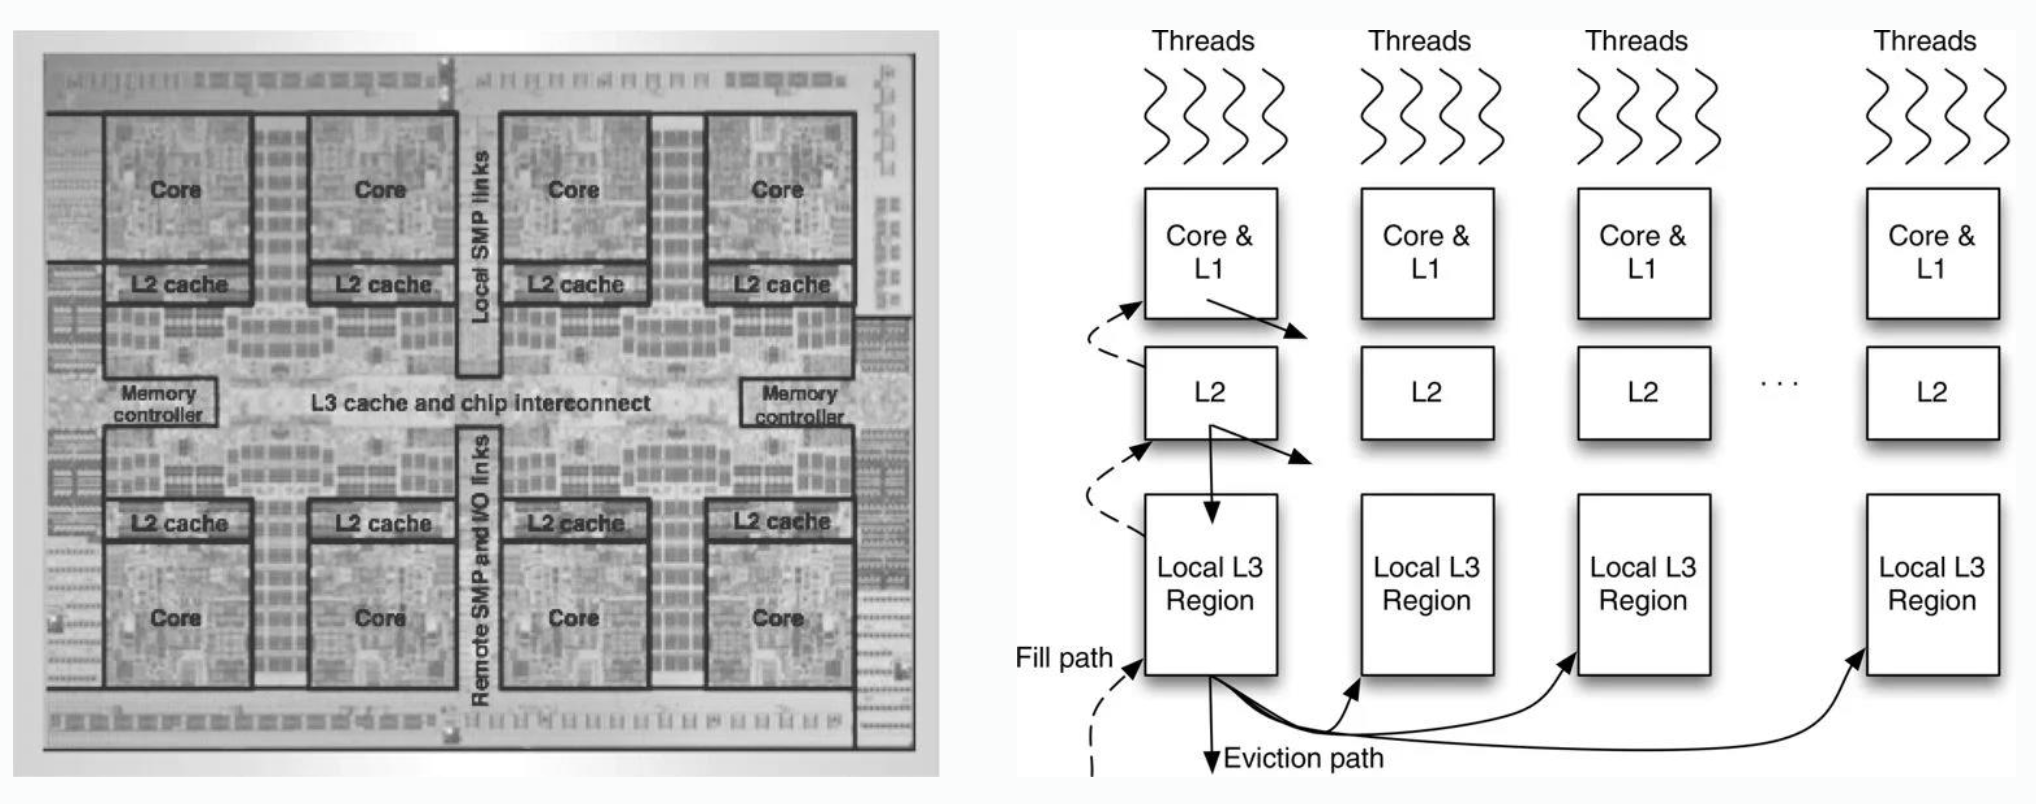 Core
Core
Core
Core
L2 cache
L2 cache
L2 cache
L2 cache
Local SMP links
Memory
controller
L3 cache and chip interconnect
Memory
controller
Remote SMP and I/O links
L2 cache
L2 cache
L2 cache
L2 cache
Core
Core
Core
Core
Threads
Threads
Threads
Threads
Core &
L1
Core &
L1
Core &
L1
Core &
L1
L2
L2
L2
. . .
L2
Local L3
Region
Local L3
Region
Local L3
Region
Local L3
Region
Fill path
Eviction path